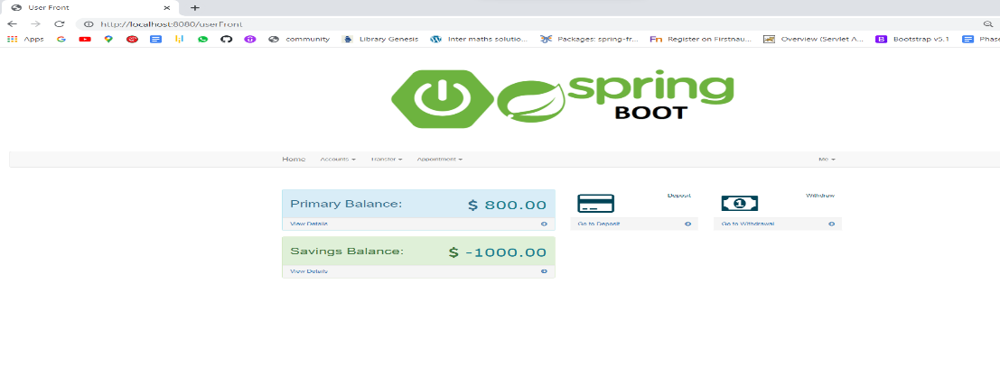 User Front
http://localhost:8080/userFront
Apps community Library Genesis Inter maths solutio... Packages: spring-fr... Register on Firstnau... Overview (Servlet A... Bootstrap v5.1 Phase
spring
BOOT
Home Accounts Transfer Appointment Me
Primary Balance: $ 800.00
View Details
Deposit
Go to Deposit
Withdraw
Go to Withdrawal
Savings Balance: $ -1000.00
View Details